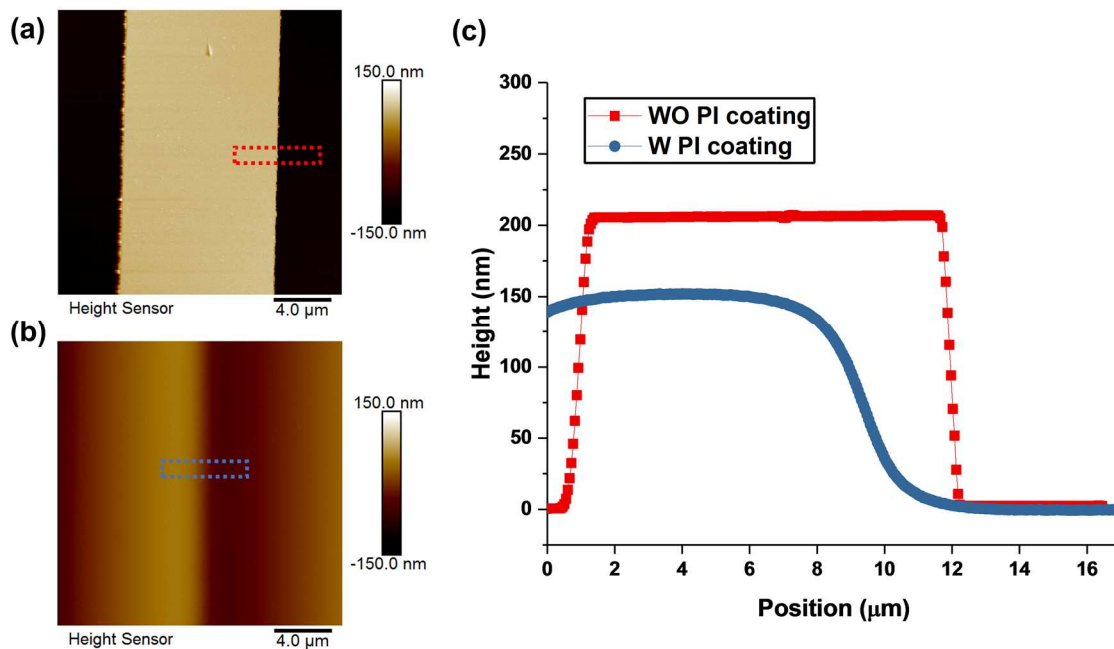 (a)
150.0 nm
-150.0 nm
Height Sensor
4.0 µm
(b)
150.0 nm
-150.0 nm
Height Sensor
4.0 µm
(c)
300
250
200
150
100
50
0
Height (nm)
WO PI coating
W PI coating
0 2 4 6 8 10 12 14 16
Position (µm)